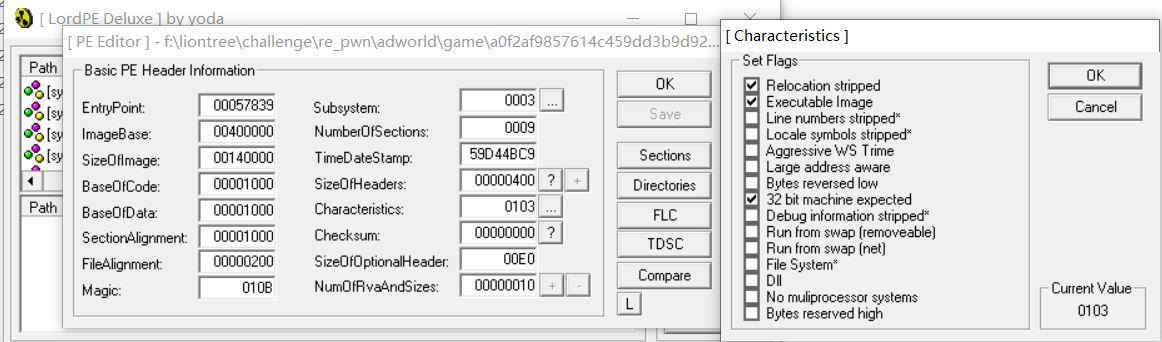 [ LordPE Deluxe ] by yoda
[ PE Editor ] - f:\liontree\challenge\re_pwn\adworld\game\a0f2af9857614c459dd3b9d92...
Path
[sy
[sy
[sy
[sy
Path
Basic PE Header Information
EntryPoint: 00057839
ImageBase: 00400000
SizeOfImage: 00140000
BaseOfCode: 00001000
BaseOfData: 00001000
SectionAlignment: 00001000
FileAlignment: 00000200
Magic: 010B
Subsystem: 0003 ...
NumberOfSections: 0009
TimeDateStamp: 59D44BC9
SizeOfHeaders: 00000400 ? +
Characteristics: 0103 ...
Checksum: 00000000 ?
SizeOfOptionalHeader: 00E0
NumOfRvaAndSizes: 00000010 + -
OK
Save
Sections
Directories
FLC
TDSC
Compare
L
[ Characteristics ]
Set Flags
Relocation stripped
Executable Image
Line numbers stripped*
Locale symbols stripped*
Aggressive WS Trime
Large address aware
Bytes reversed low
32 bit machine expected
Debug information stripped*
Run from swap (removeable)
Run from swap (net)
File System*
Dll
No muliprocessor systems
Bytes reserved high
OK
Cancel
Current Value
0103